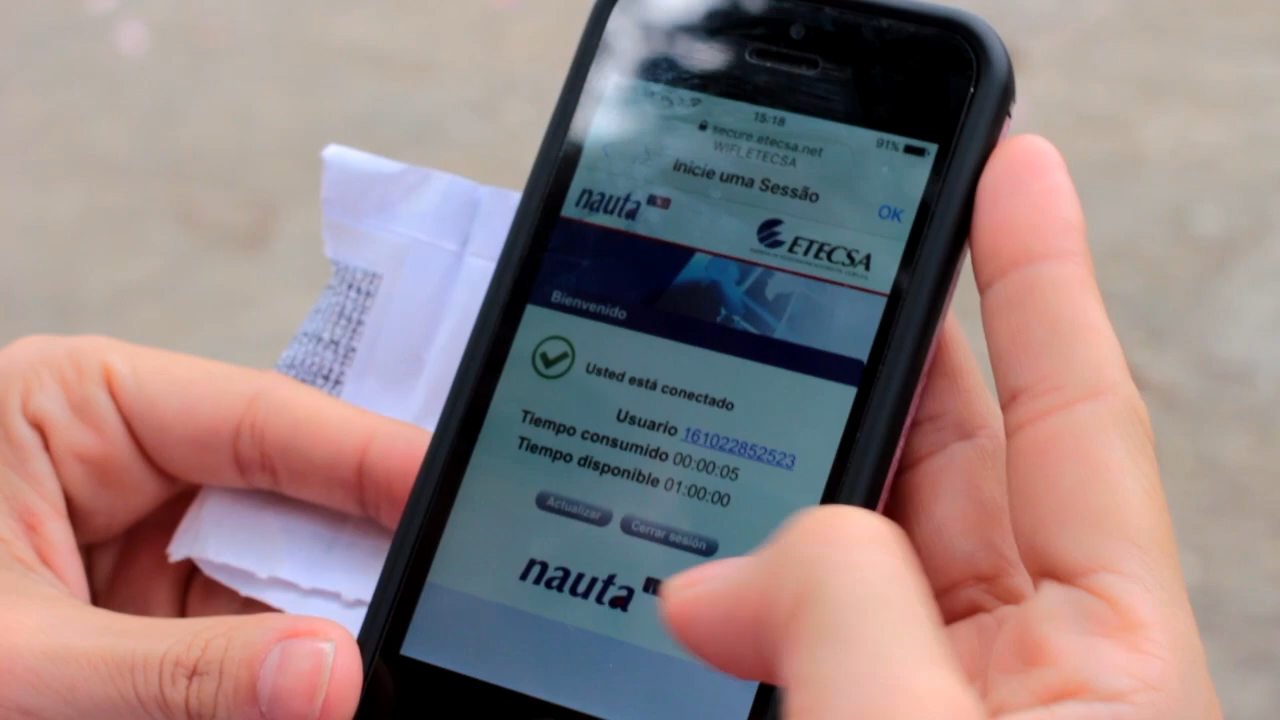 15:18
91%
secure.etecsa.net
WIFI_ETECSA
Inicie uma Sessão
OK
nauta
ETECSA
Bienvenido
Usted está conectado
Usuario 161022852523
Tiempo consumido 00:00:05
Tiempo disponible 01:00:00
Actualizar
Cerrar sesión
nauta